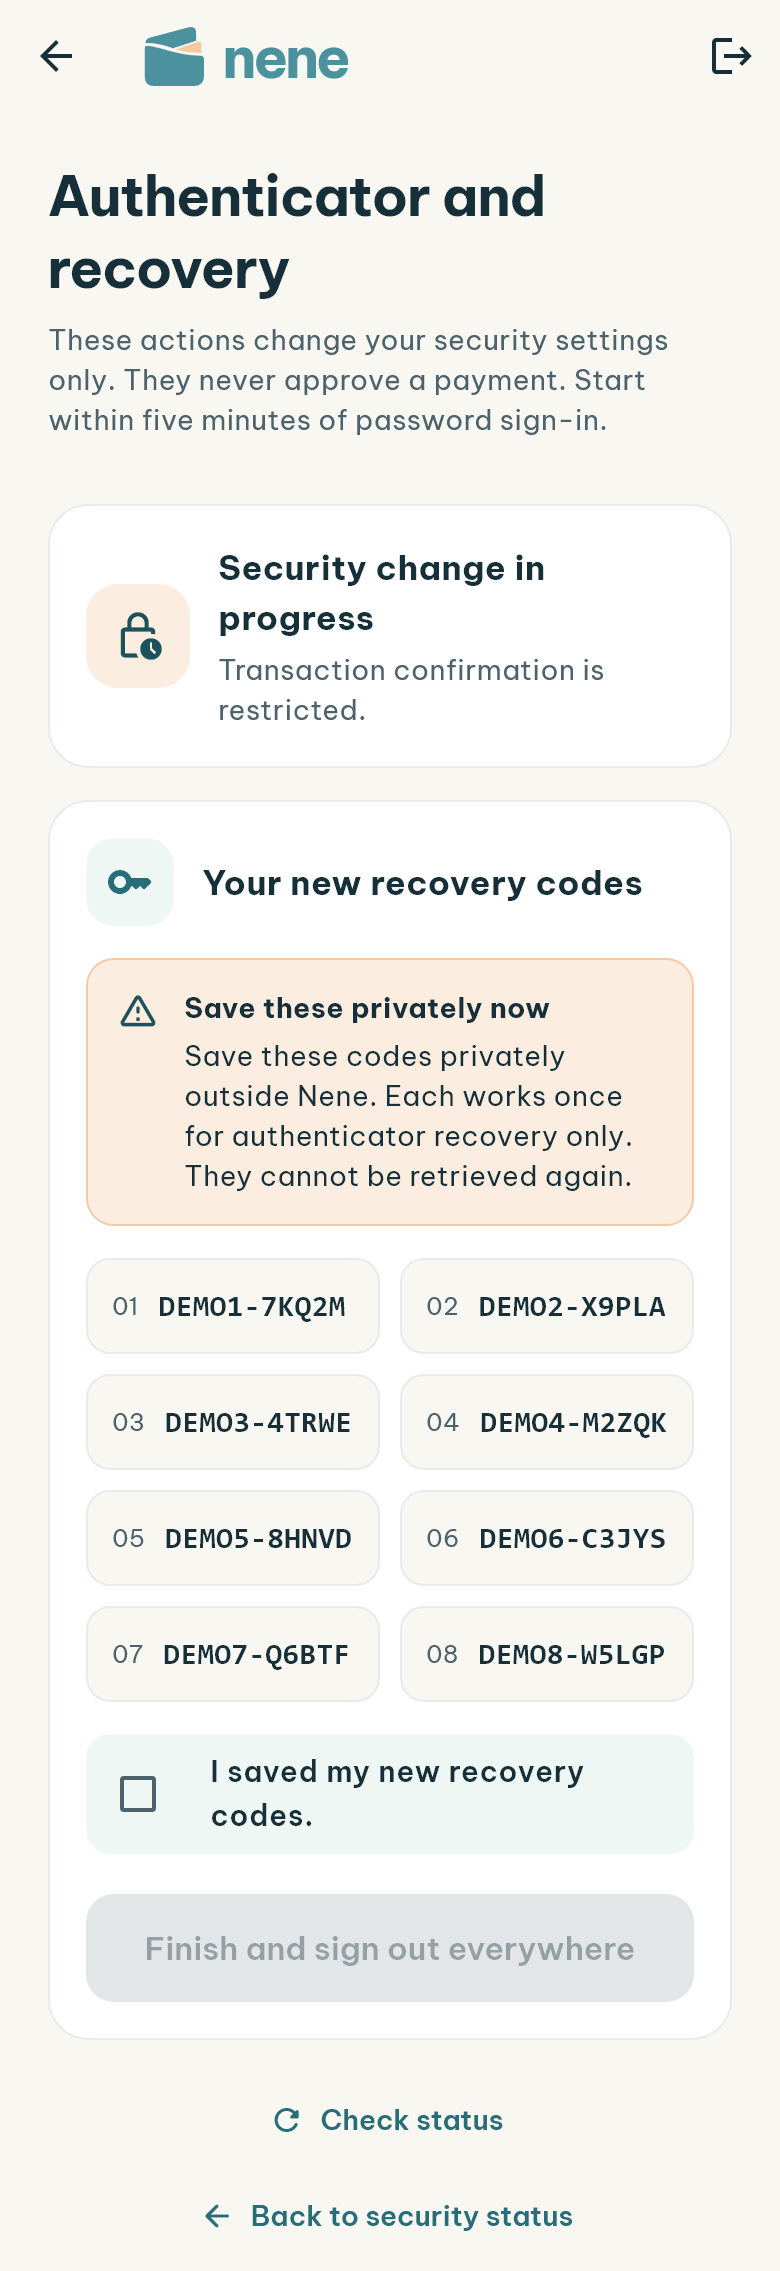 nene
Authenticator and
recovery
These actions change your security settings
only. They never approve a payment. Start
within five minutes of password sign-in.
Security change in
progress
Transaction confirmation is
restricted.
Your new recovery codes
Save these privately now
Save these codes privately
outside Nene. Each works once
for authenticator recovery only.
They cannot be retrieved again.
01 DEMO1-7KQ2M
02 DEMO2-X9PLA
03 DEMO3-4TRWE
04 DEMO4-M2ZQK
05 DEMO5-8HNVD
06 DEMO6-C3JYS
07 DEMO7-Q6BTF
08 DEMO8-W5LGP
I saved my new recovery
codes.
Finish and sign out everywhere
Check status
Back to security status